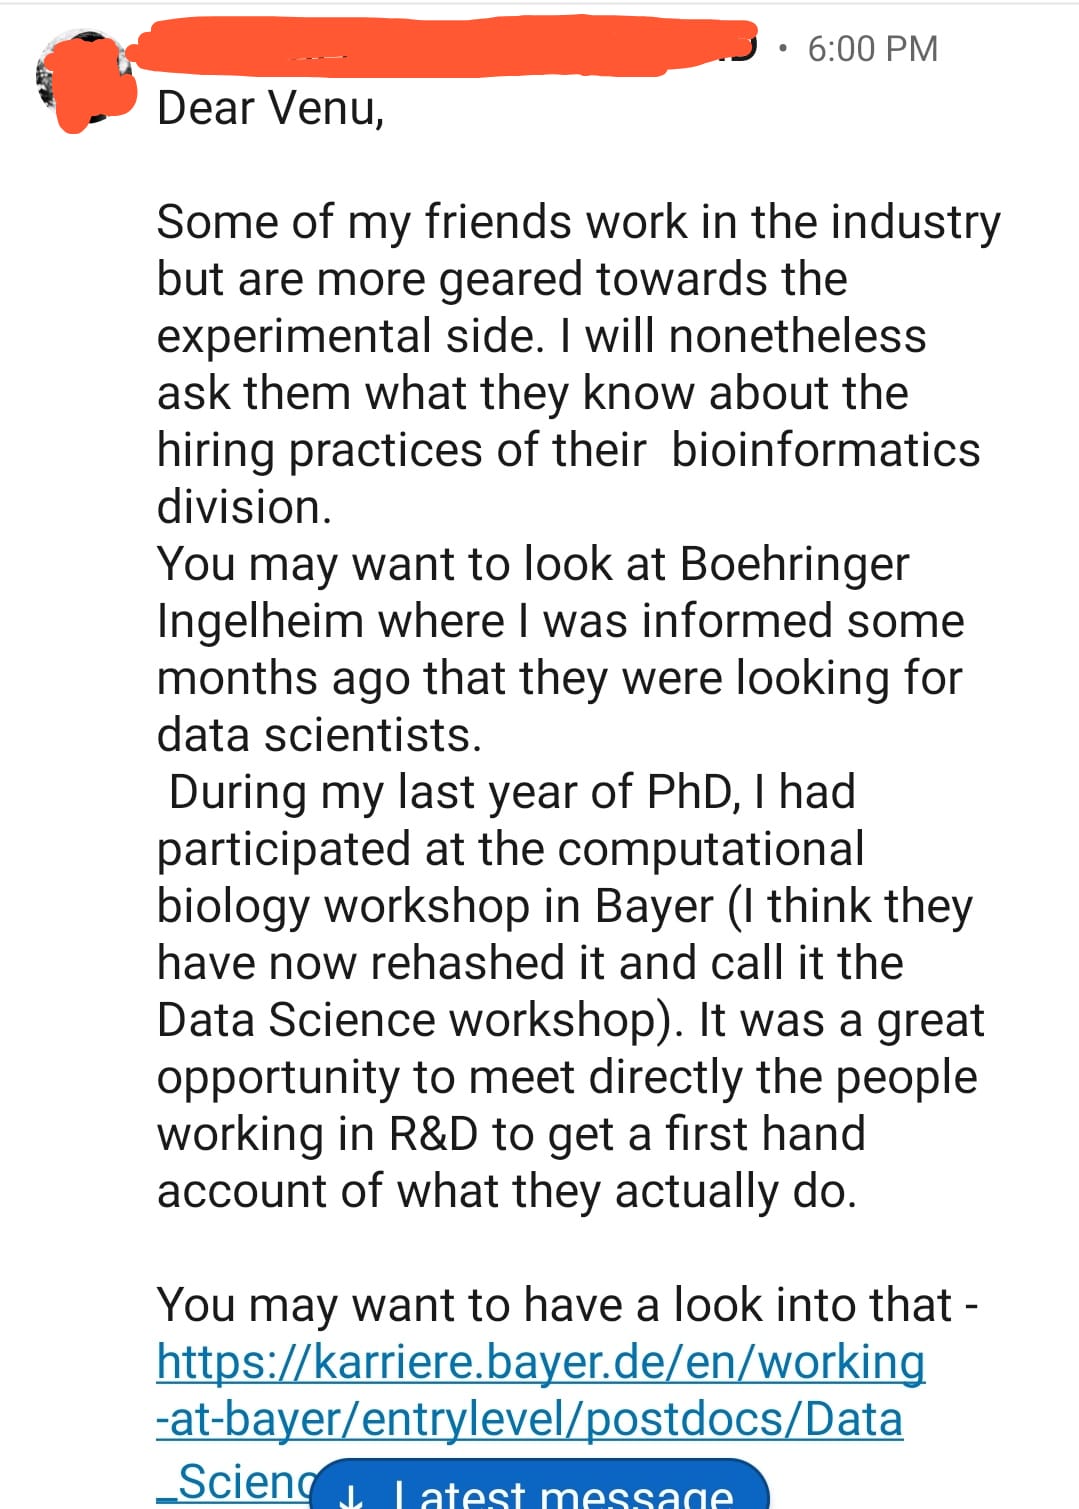 • 6:00 PM
Dear Venu,
Some of my friends work in the industry
but are more geared towards the
experimental side. I will nonetheless
ask them what they know about the
hiring practices of their  bioinformatics
division.
You may want to look at Boehringer
Ingelheim where I was informed some
months ago that they were looking for
data scientists.
During my last year of PhD, I had
participated at the computational
biology workshop in Bayer (I think they
have now rehashed it and call it the
Data Science workshop). It was a great
opportunity to meet directly the people
working in R&D to get a first hand
account of what they actually do.
You may want to have a look into that -
https://karriere.bayer.de/en/working
-at-bayer/entrylevel/postdocs/Data
_Scienc
↓ Latest message